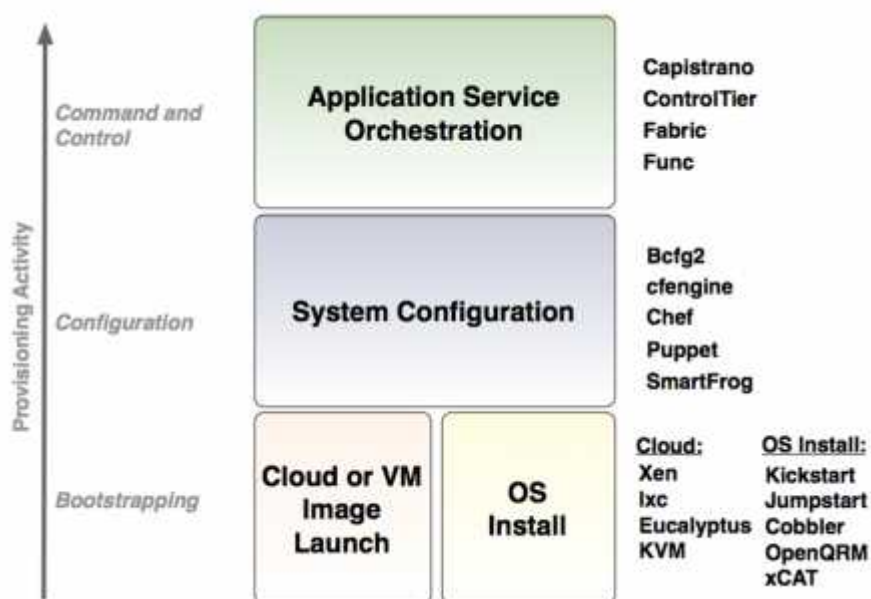 Provisioning Activity
Command and
Control
Application Service
Orchestration
Capistrano
ControlTier
Fabric
Func
Configuration
System Configuration
Bcfg2
cfengine
Chef
Puppet
SmartFrog
Bootstrapping
Cloud or VM
Image
Launch
OS
Install
Cloud:
Xen
lxc
Eucalyptus
KVM
OS Install:
Kickstart
Jumpstart
Cobbler
OpenQRM
xCAT